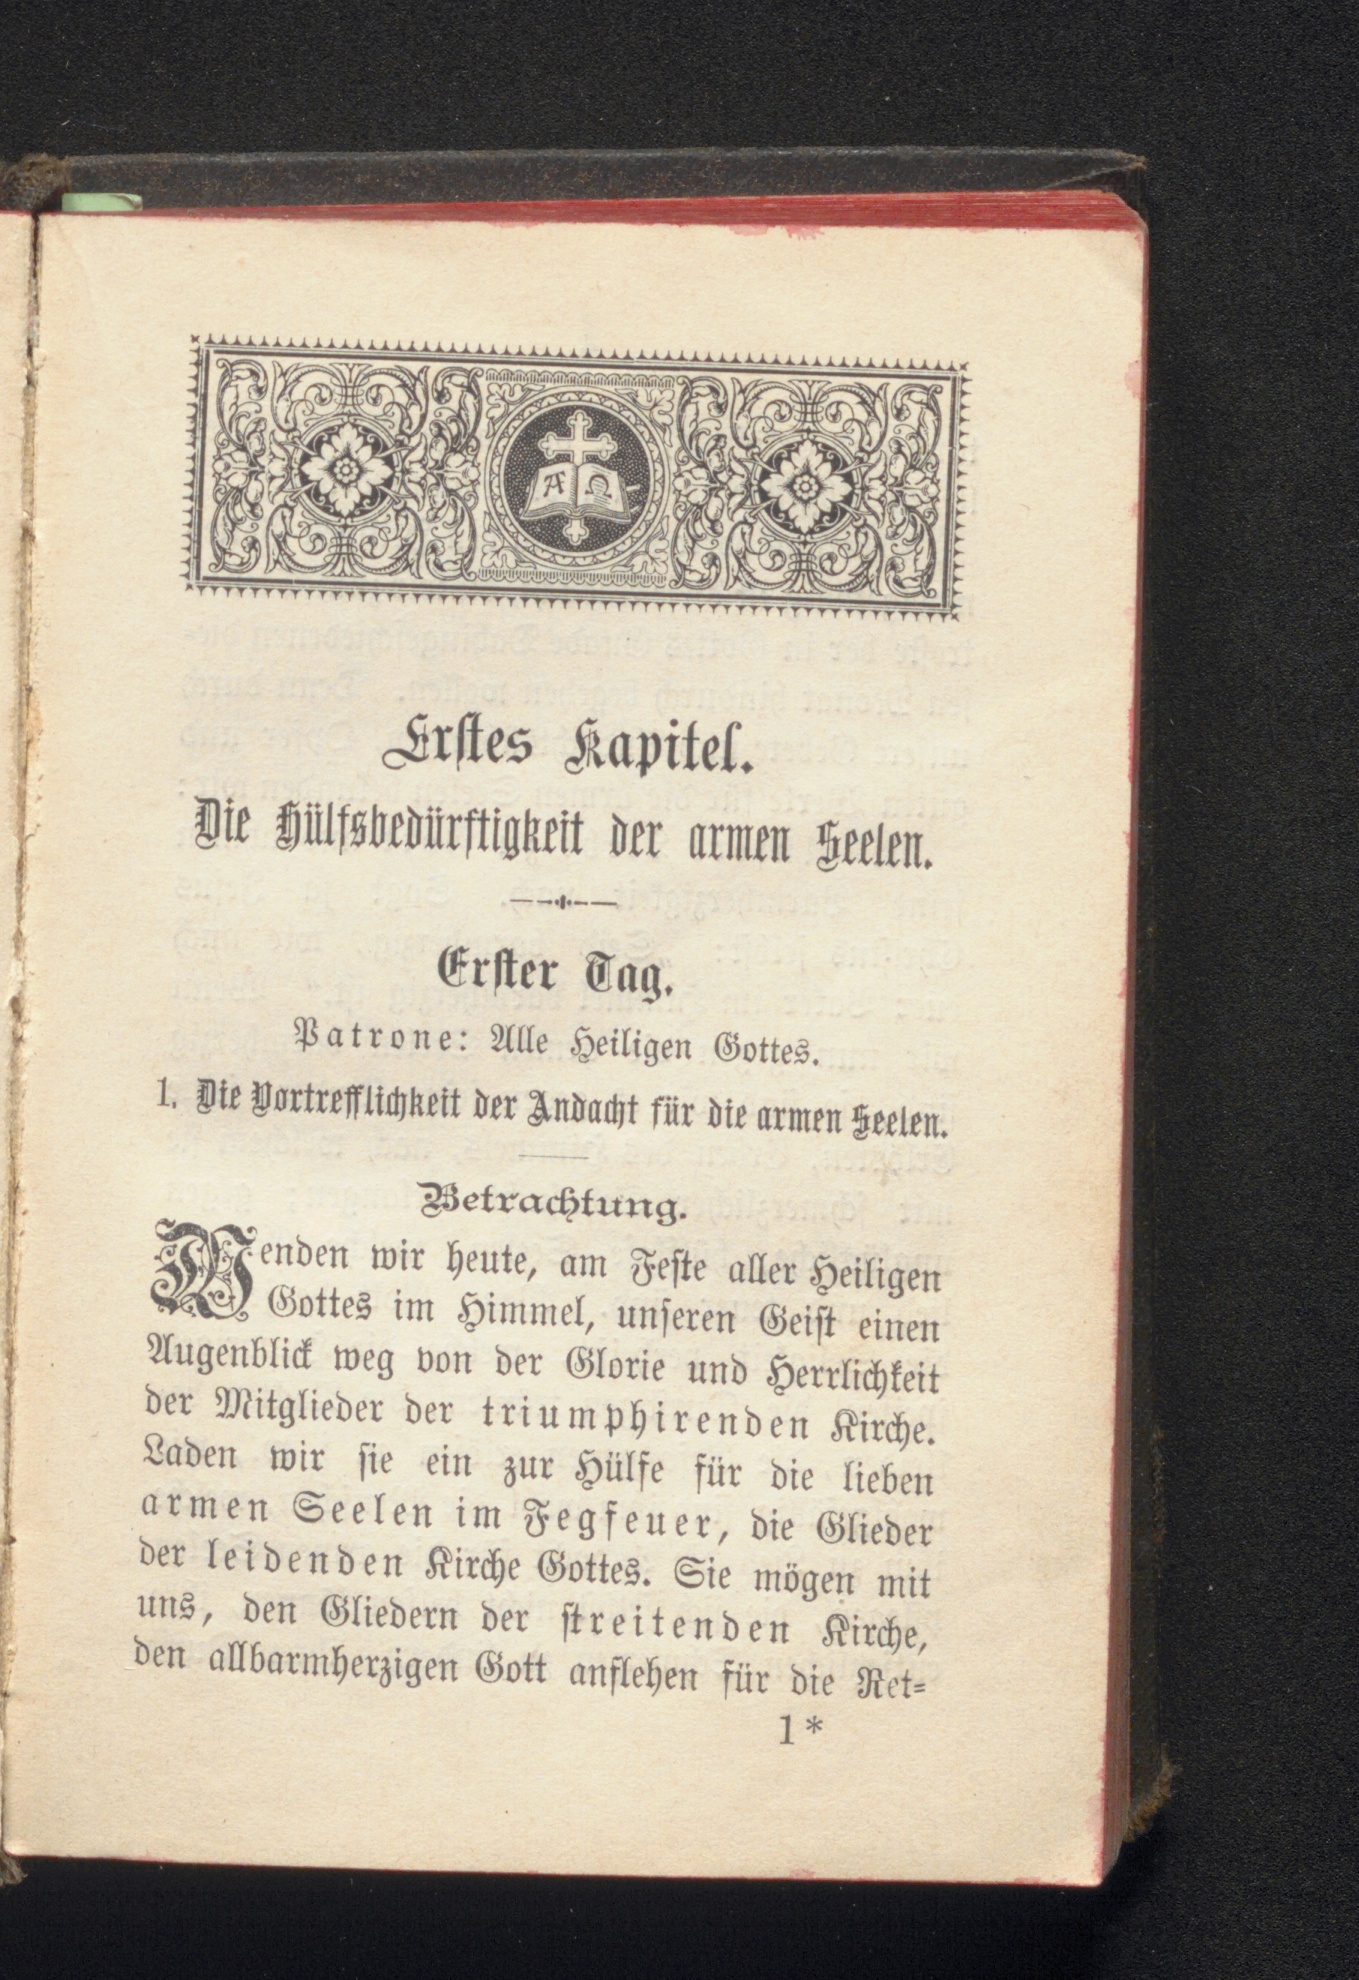 Α Ω
Erstes Kapitel.
Die Hülfsbedürftigkeit der armen Seelen.
Erster Tag.
Patrone: Alle Heiligen Gottes.
1. Die Vortrefflichkeit der Andacht für die armen Seelen.
Betrachtung.
Wenden wir heute, am Feste aller Heiligen
Gottes im Himmel, unseren Geist einen
Augenblick weg von der Glorie und Herrlichkeit
der Mitglieder der triumphirenden Kirche.
Laden wir sie ein zur Hülfe für die lieben
armen Seelen im Fegfeuer, die Glieder
der leidenden Kirche Gottes. Sie mögen mit
uns, den Gliedern der streitenden Kirche,
den allbarmherzigen Gott anflehen für die Ret-
1*